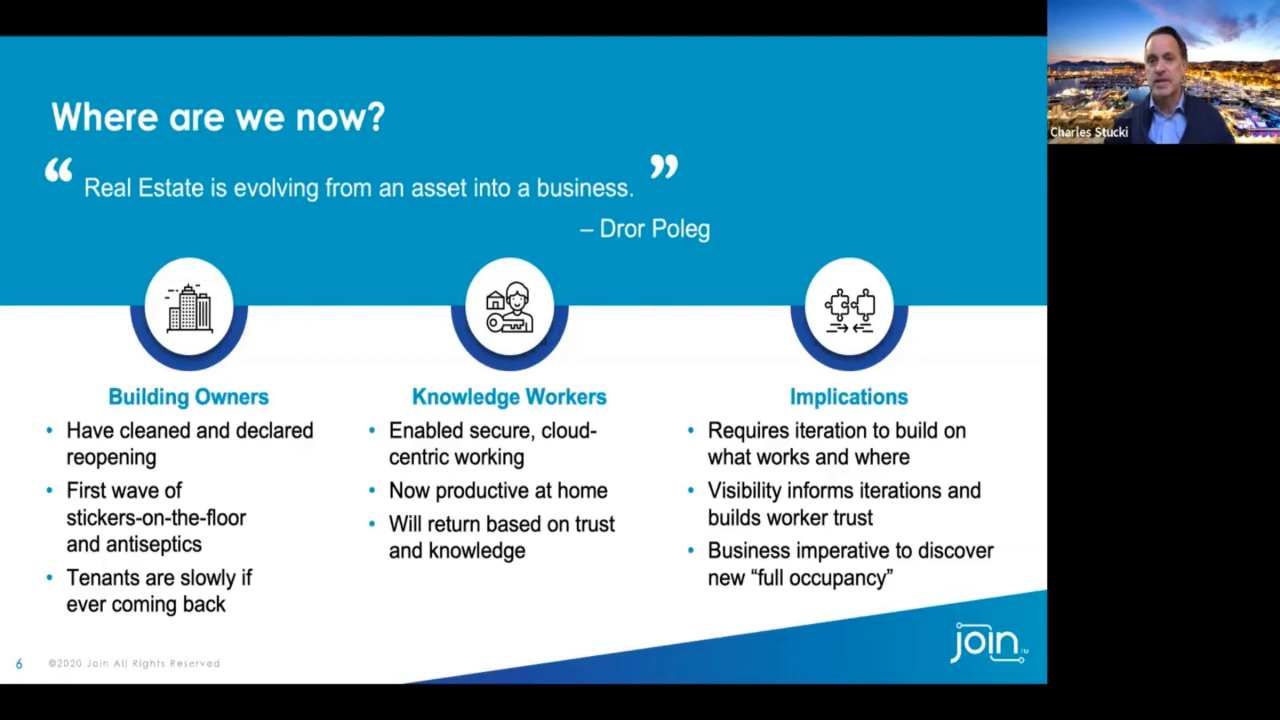 Where are we now?
“ Real Estate is evolving from an asset into a business. ”
– Dror Poleg
Building Owners
• Have cleaned and declared
reopening
• First wave of
stickers-on-the-floor
and antiseptics
• Tenants are slowly if
ever coming back
Knowledge Workers
• Enabled secure, cloud-
centric working
• Now productive at home
• Will return based on trust
and knowledge
Implications
• Requires iteration to build on
what works and where
• Visibility informs iterations and
builds worker trust
• Business imperative to discover
new “full occupancy”
6 ©2020 Join All Rights Reserved
join™
Charles Stucki